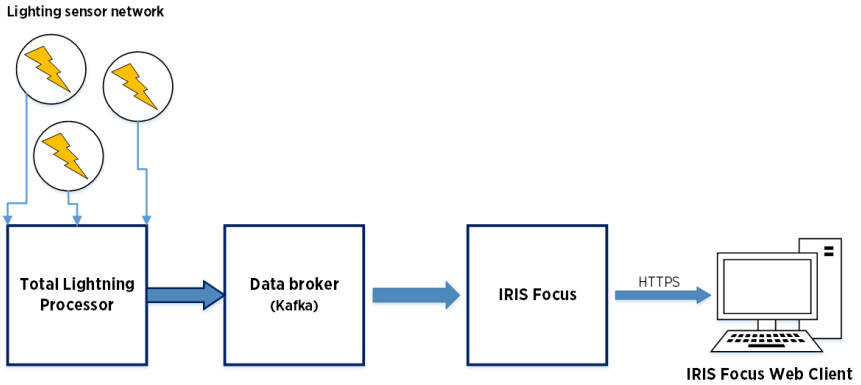 Lighting sensor network
Total Lightning
Processor
Data broker
(Kafka)
IRIS Focus
HTTPS
IRIS Focus Web Client